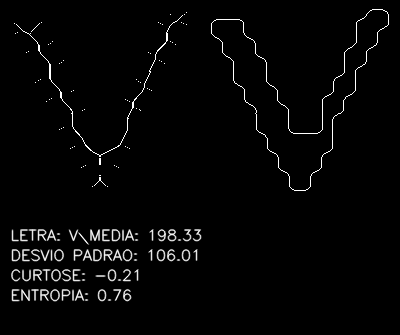 LETRA: V\MEDIA: 198.33
DESVIO PADRAO: 106.01
CURTOSE: -0.21
ENTROPIA: 0.76